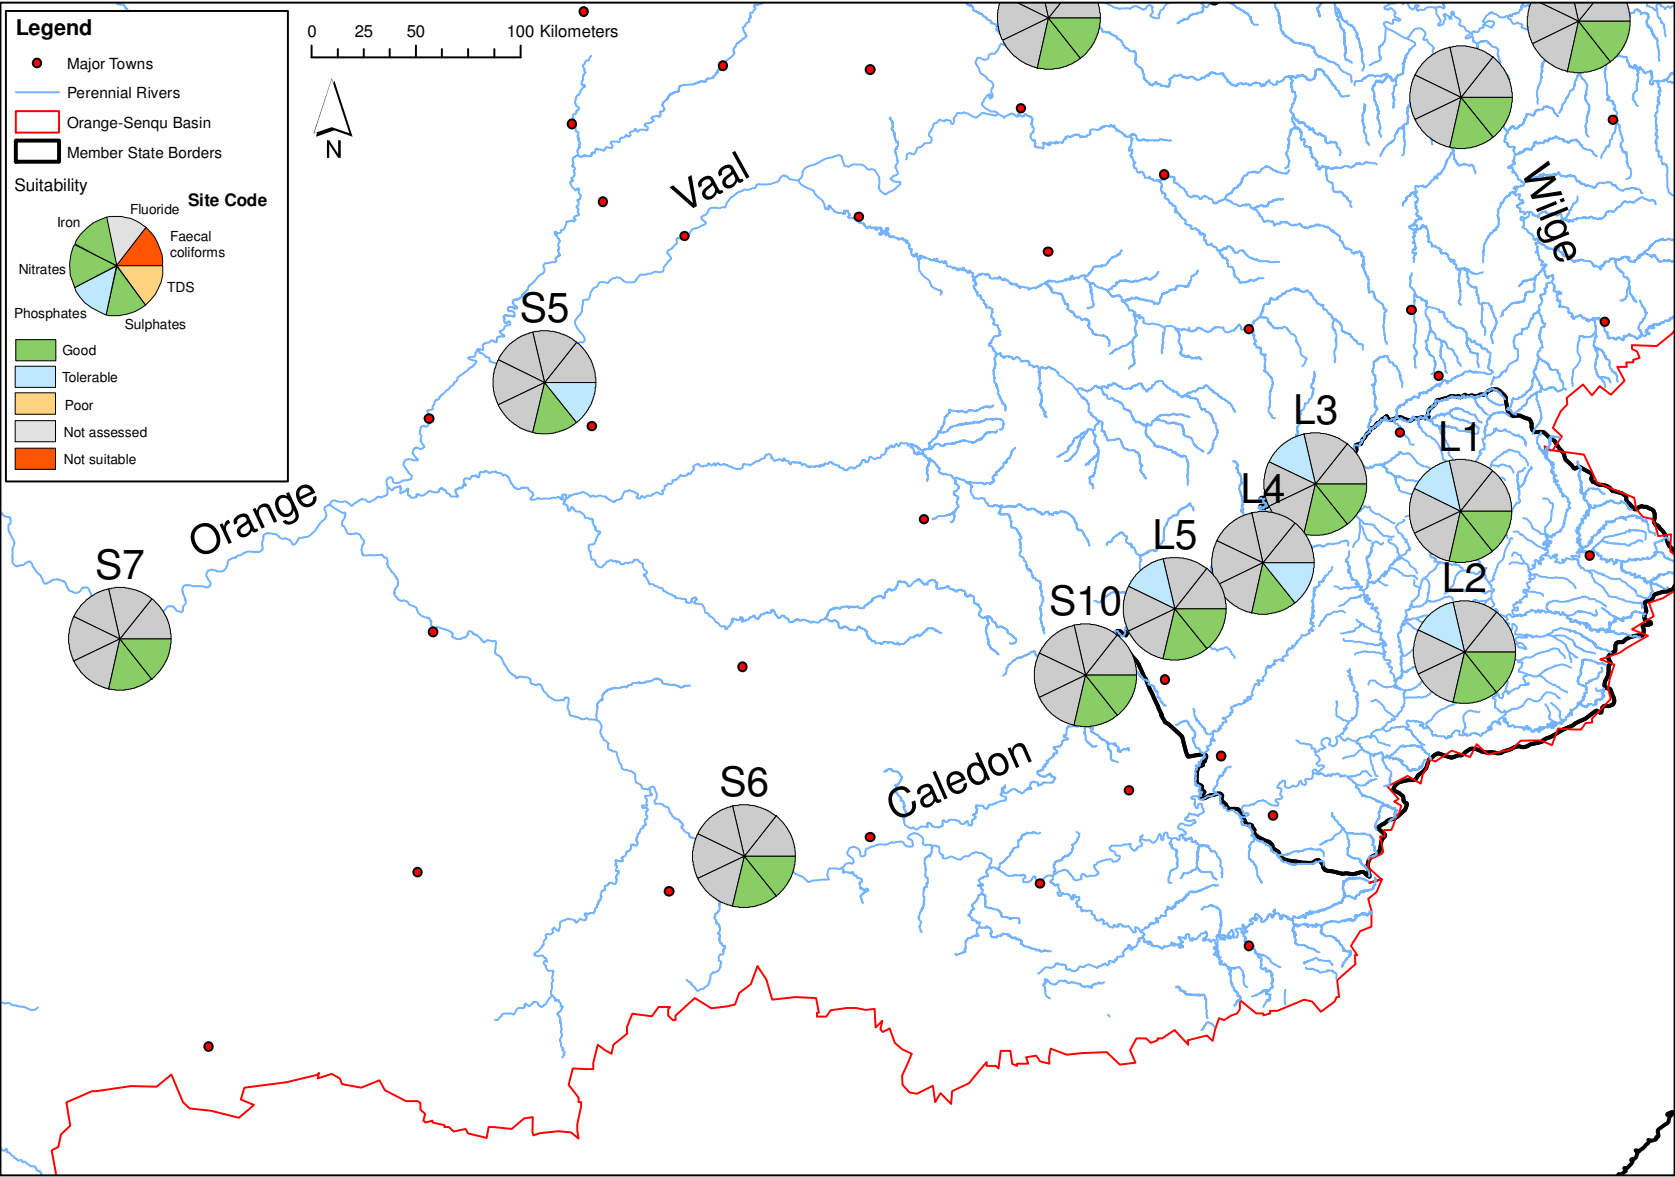 Legend
Major Towns
Perennial Rivers
Orange-Senqu Basin
Member State Borders
Suitability
Site Code
Fluoride
Iron
Faecal
coliforms
Nitrates
TDS
Phosphates
Sulphates
Good
Tolerable
Poor
Not assessed
Not suitable
0 25 50 100 Kilometers
N
Vaal
Wilge
S5
L3
L1
L4
Orange
L5
S7
L2
S10
Caledon
S6